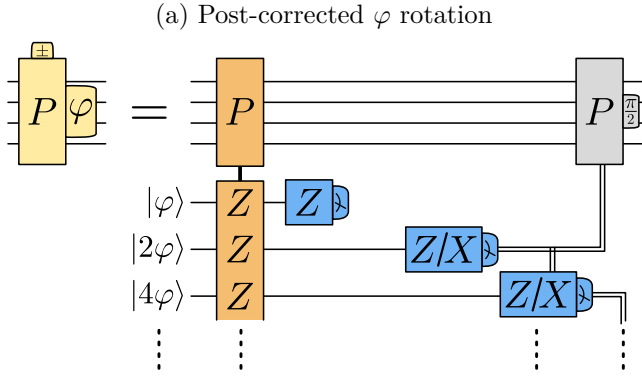 (a) Post-corrected φ rotation
±
P φ = P P π/2
|φ⟩ Z Z
|2φ⟩ Z Z/X
|4φ⟩ Z Z/X